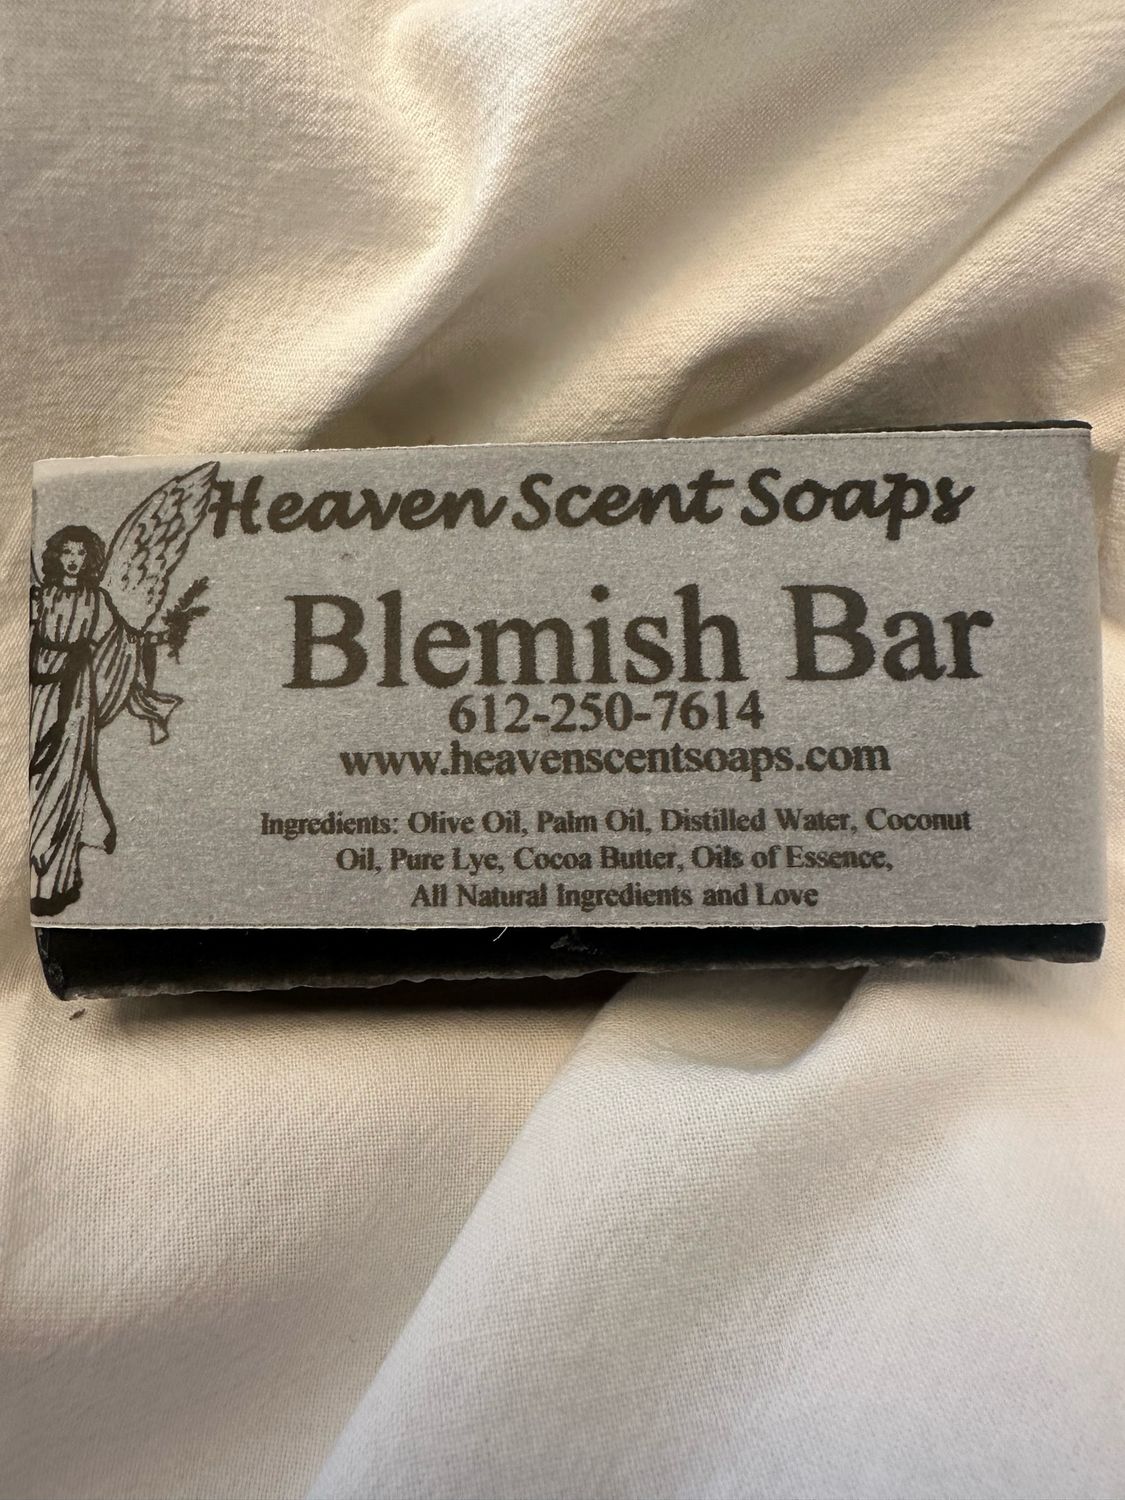 Heaven Scent Soaps
Blemish Bar
612-250-7614
www.heavenscentsoaps.com
Ingredients: Olive Oil, Palm Oil, Distilled Water, Coconut
Oil, Pure Lye, Cocoa Butter, Oils of Essence,
All Natural Ingredients and Love